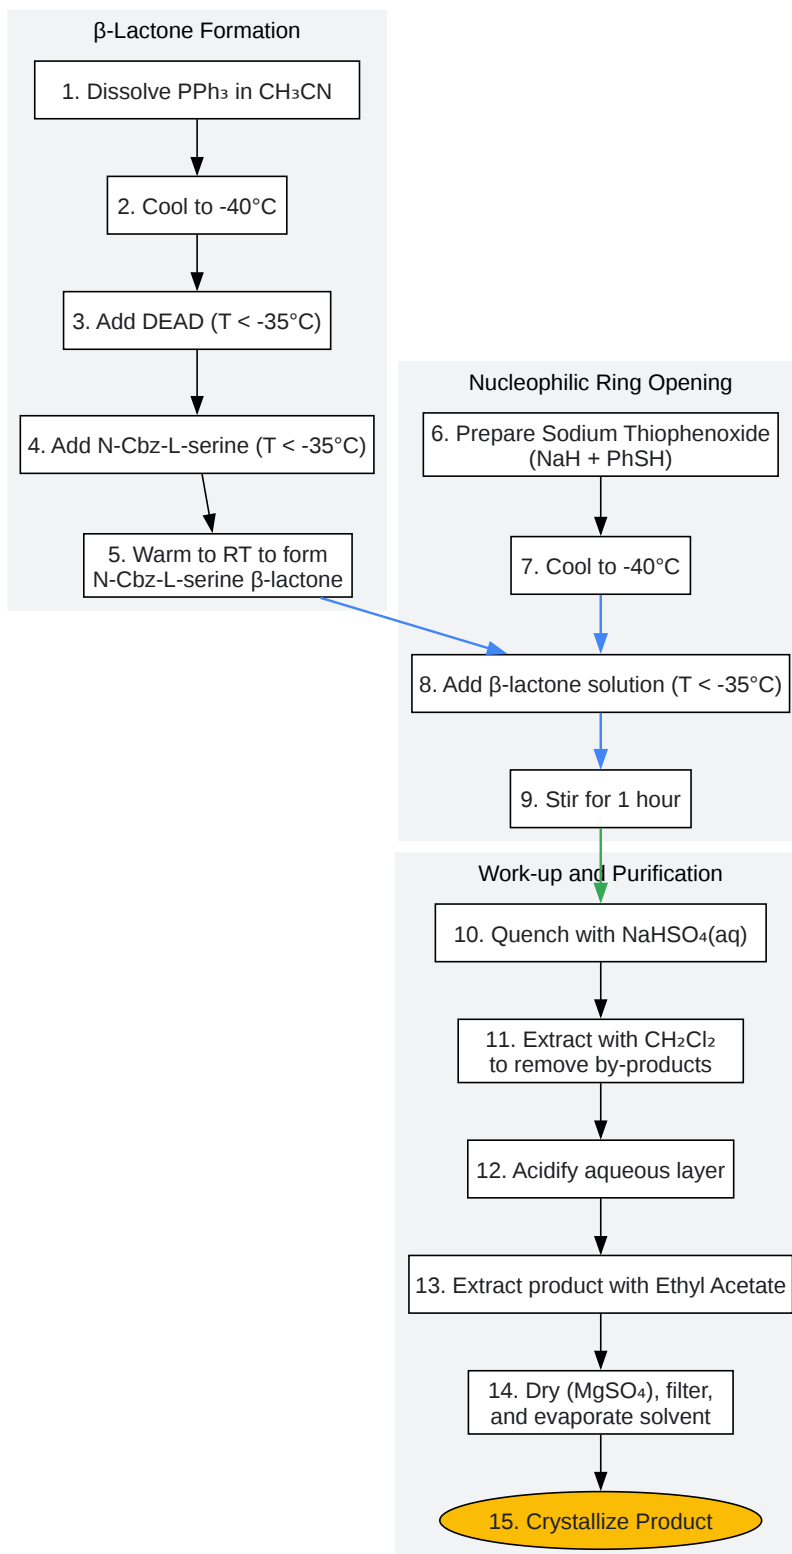 β-Lactone Formation
1. Dissolve PPh₃ in CH₃CN
2. Cool to -40°C
3. Add DEAD (T < -35°C)
4. Add N-Cbz-L-serine (T < -35°C)
5. Warm to RT to form
N-Cbz-L-serine β-lactone
Nucleophilic Ring Opening
6. Prepare Sodium Thiophenoxide
(NaH + PhSH)
7. Cool to -40°C
8. Add β-lactone solution (T < -35°C)
9. Stir for 1 hour
Work-up and Purification
10. Quench with NaHSO₄(aq)
11. Extract with CH₂Cl₂
to remove by-products
12. Acidify aqueous layer
13. Extract product with Ethyl Acetate
14. Dry (MgSO₄), filter,
and evaporate solvent
15. Crystallize Product